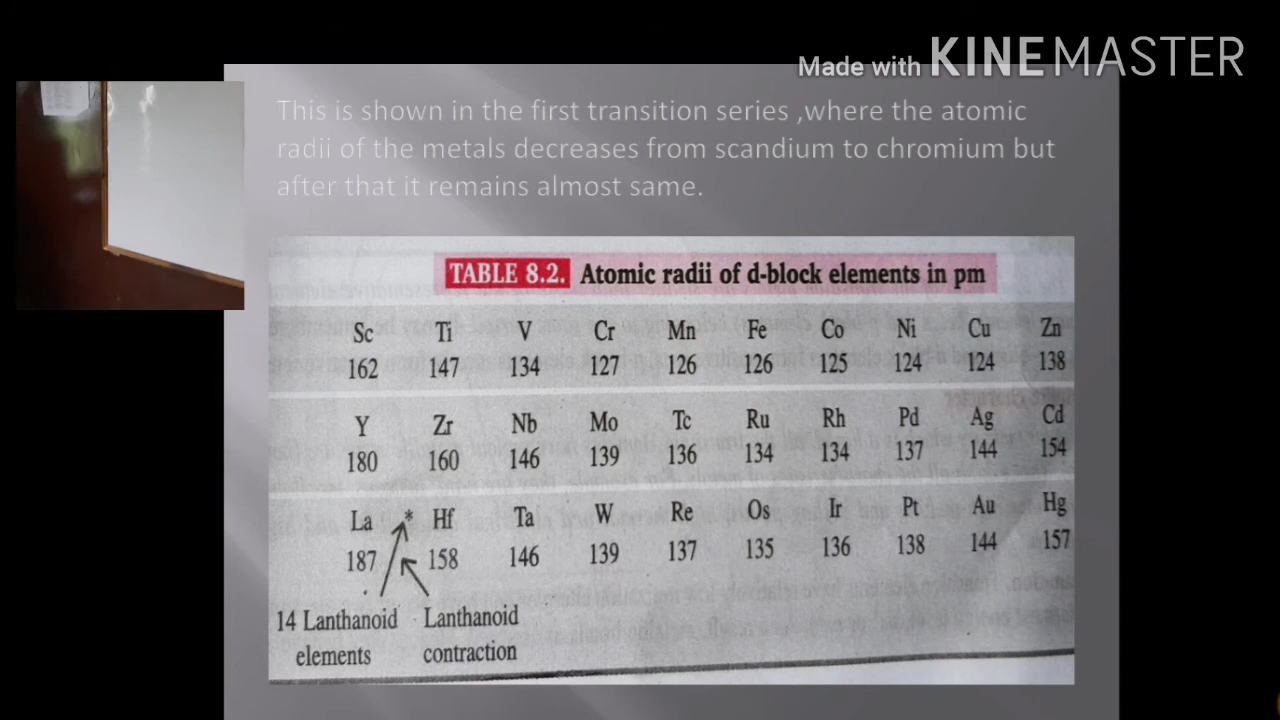 Made with KINEMASTER
This is shown in the first transition series ,where the atomic
radii of the metals decreases from scandium to chromium but
after that it remains almost same.
TABLE 8.2. Atomic radii of d-block elements in pm
Sc Ti V Cr Mn Fe Co Ni Cu Zn
162 147 134 127 126 126 125 124 124 138
Y Zr Nb Mo Tc Ru Rh Pd Ag Cd
180 160 146 139 136 134 134 137 144 154
La * Hf Ta W Re Os Ir Pt Au Hg
187 158 146 139 137 135 136 138 144 157
14 Lanthanoid Lanthanoid
elements contraction